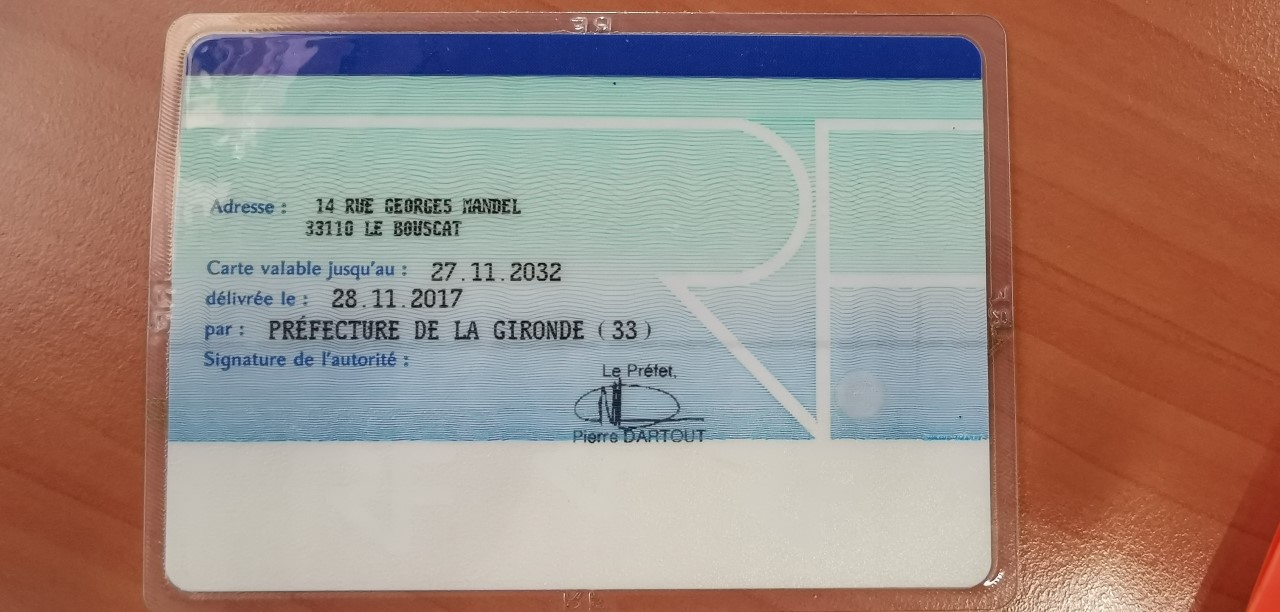 Adresse : 14 RUE GEORGES MANDEL
33110 LE BOUSCAT
Carte valable jusqu'au : 27.11.2032
délivrée le : 28.11.2017
par : PRÉFECTURE DE LA GIRONDE (33)
Signature de l'autorité :
Le Préfet,
Pierre DARTOUT